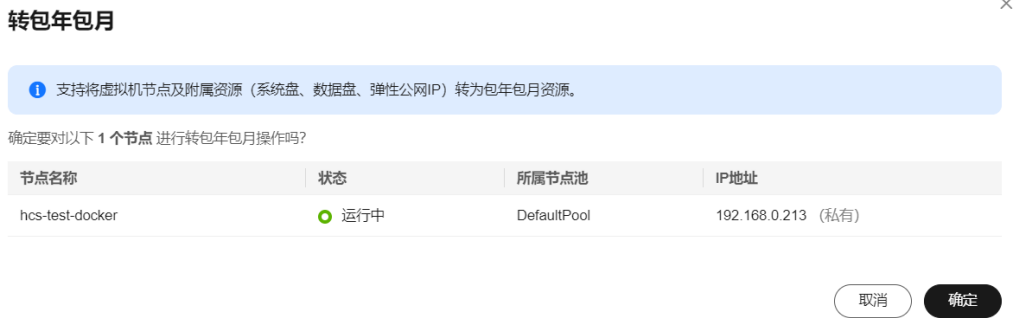 转包年包月
支持将虚拟机节点及附属资源（系统盘、数据盘、弹性公网IP）转为包年包月资源。
确定要对以下 1 个节点 进行转包年包月操作吗？
节点名称 状态 所属节点池 IP地址
hcs-test-docker 运行中 DefaultPool 192.168.0.213 （私有）
取消 确定